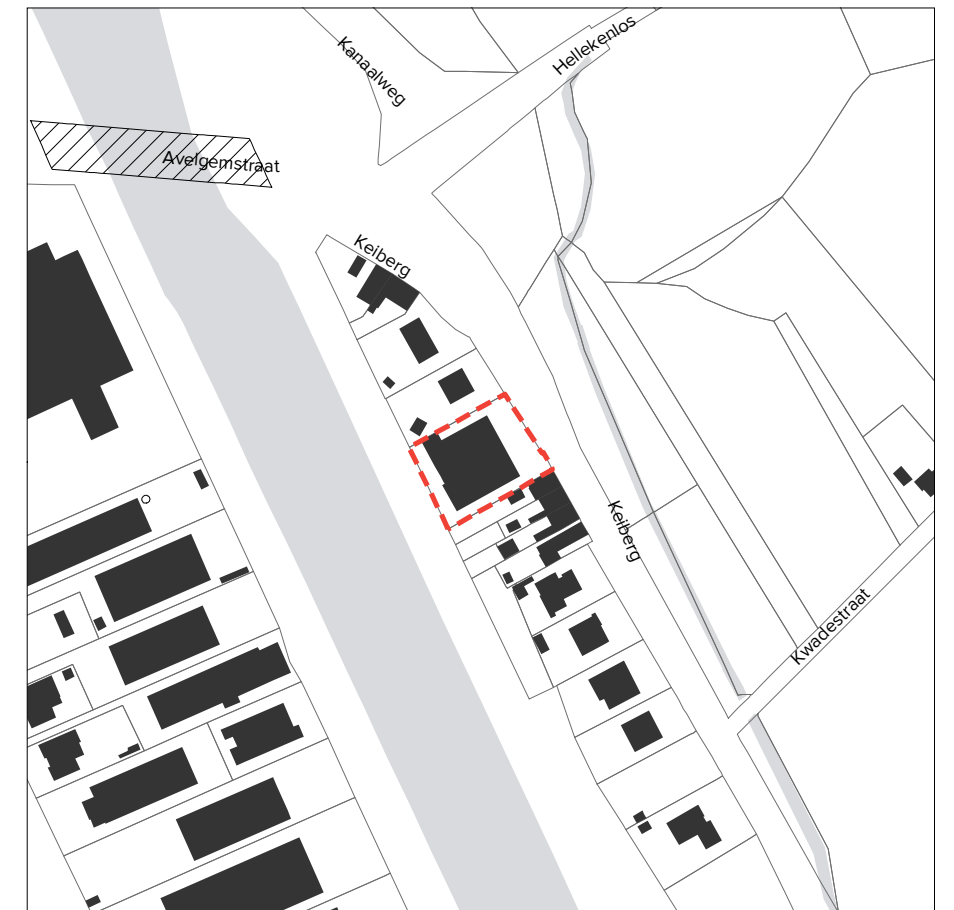 Hellekenlos
Kanaalweg
Avelgemstraat
Keiberg
Keiberg
Kwadestraat